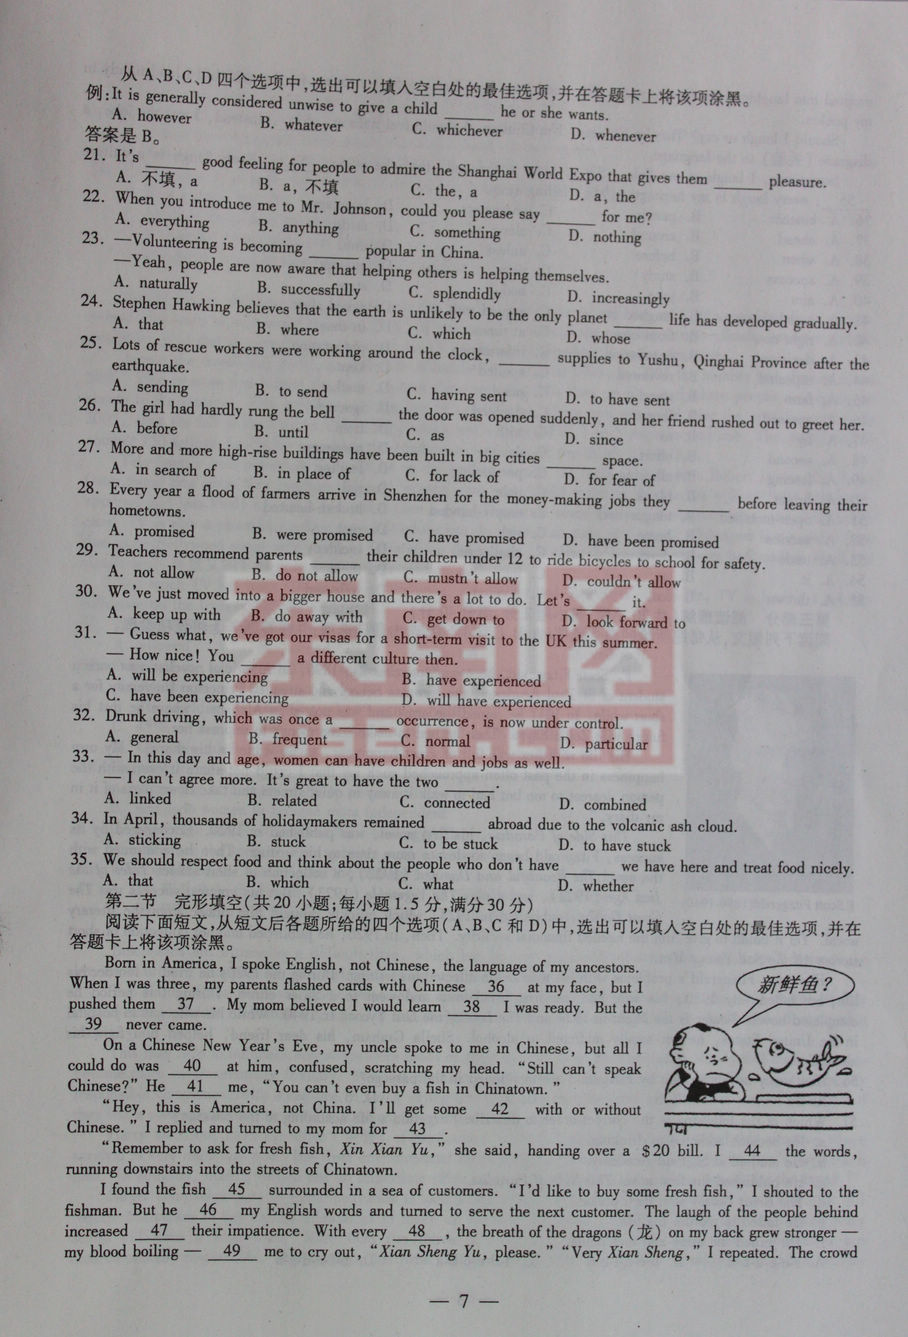 从 A、B、C、D 四个选项中,选出可以填入空白处的最佳选项,并在答题卡上将该项涂黑。
例:It is generally considered unwise to give a child ______ he or she wants.
A. however B. whatever C. whichever D. whenever
答案是 B。
21. It's ______ good feeling for people to admire the Shanghai World Expo that gives them ______ pleasure.
A. 不填, a B. a, 不填 C. the, a D. a, the
22. When you introduce me to Mr. Johnson, could you please say ______ for me?
A. everything B. anything C. something D. nothing
23. —Volunteering is becoming ______ popular in China.
—Yeah, people are now aware that helping others is helping themselves.
A. naturally B. successfully C. splendidly D. increasingly
24. Stephen Hawking believes that the earth is unlikely to be the only planet ______ life has developed gradually.
A. that B. where C. which D. whose
25. Lots of rescue workers were working around the clock, ______ supplies to Yushu, Qinghai Province after the
earthquake.
A. sending B. to send C. having sent D. to have sent
26. The girl had hardly rung the bell ______ the door was opened suddenly, and her friend rushed out to greet her.
A. before B. until C. as D. since
27. More and more high-rise buildings have been built in big cities ______ space.
A. in search of B. in place of C. for lack of D. for fear of
28. Every year a flood of farmers arrive in Shenzhen for the money-making jobs they ______ before leaving their
hometowns.
A. promised B. were promised C. have promised D. have been promised
29. Teachers recommend parents ______ their children under 12 to ride bicycles to school for safety.
A. not allow B. do not allow C. mustn't allow D. couldn't allow
30. We've just moved into a bigger house and there's a lot to do. Let's ______ it.
A. keep up with B. do away with C. get down to D. look forward to
31. — Guess what, we've got our visas for a short-term visit to the UK this summer.
— How nice! You ______ a different culture then.
A. will be experiencing B. have experienced
C. have been experiencing D. will have experienced
32. Drunk driving, which was once a ______ occurrence, is now under control.
A. general B. frequent C. normal D. particular
33. — In this day and age, women can have children and jobs as well.
— I can't agree more. It's great to have the two ______.
A. linked B. related C. connected D. combined
34. In April, thousands of holidaymakers remained ______ abroad due to the volcanic ash cloud.
A. sticking B. stuck C. to be stuck D. to have stuck
35. We should respect food and think about the people who don't have ______ we have here and treat food nicely.
A. that B. which C. what D. whether
第二节 完形填空(共20小题;每小题1.5分,满分30分)
阅读下面短文,从短文后各题所给的四个选项(A、B、C 和 D)中,选出可以填入空白处的最佳选项,并在
答题卡上将该项涂黑。
Born in America, I spoke English, not Chinese, the language of my ancestors.
When I was three, my parents flashed cards with Chinese 36 at my face, but I
pushed them 37 . My mom believed I would learn 38 I was ready. But the
39 never came.
On a Chinese New Year's Eve, my uncle spoke to me in Chinese, but all I
could do was 40 at him, confused, scratching my head. "Still can't speak
Chinese?" He 41 me, "You can't even buy a fish in Chinatown."
"Hey, this is America, not China. I'll get some 42 with or without
Chinese." I replied and turned to my mom for 43 .
新鲜鱼?
"Remember to ask for fresh fish, Xin Xian Yu," she said, handing over a $20 bill. I 44 the words,
running downstairs into the streets of Chinatown.
I found the fish 45 surrounded in a sea of customers. "I'd like to buy some fresh fish," I shouted to the
fishman. But he 46 my English words and turned to serve the next customer. The laugh of the people behind
increased 47 their impatience. With every 48 , the breath of the dragons (龙) on my back grew stronger —
my blood boiling — 49 me to cry out, "Xian Sheng Yu, please." "Very Xian Sheng," I repeated. The crowd
— 7 —